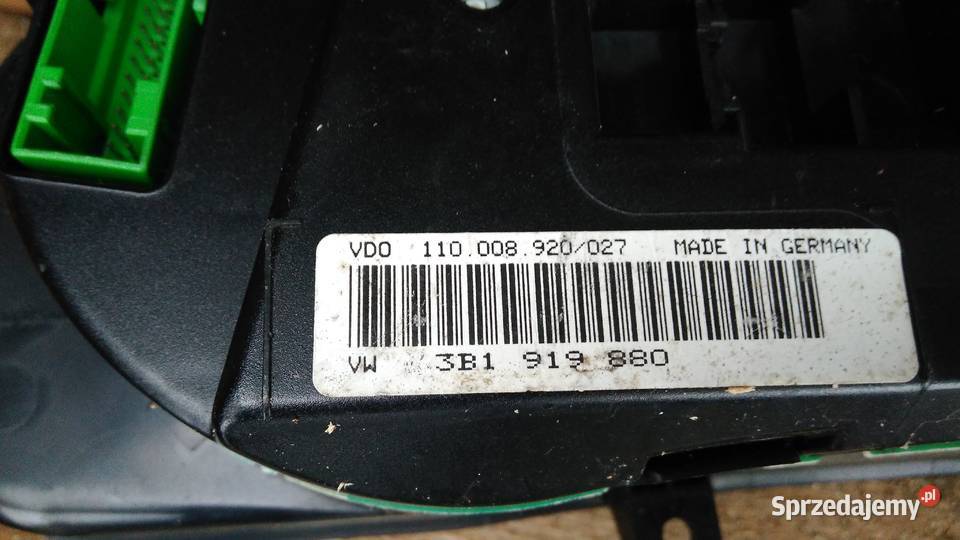 VDO 110.008.920/027 MADE IN GERMANY
VW 3B1 919 880
Sprzedajemy.pl